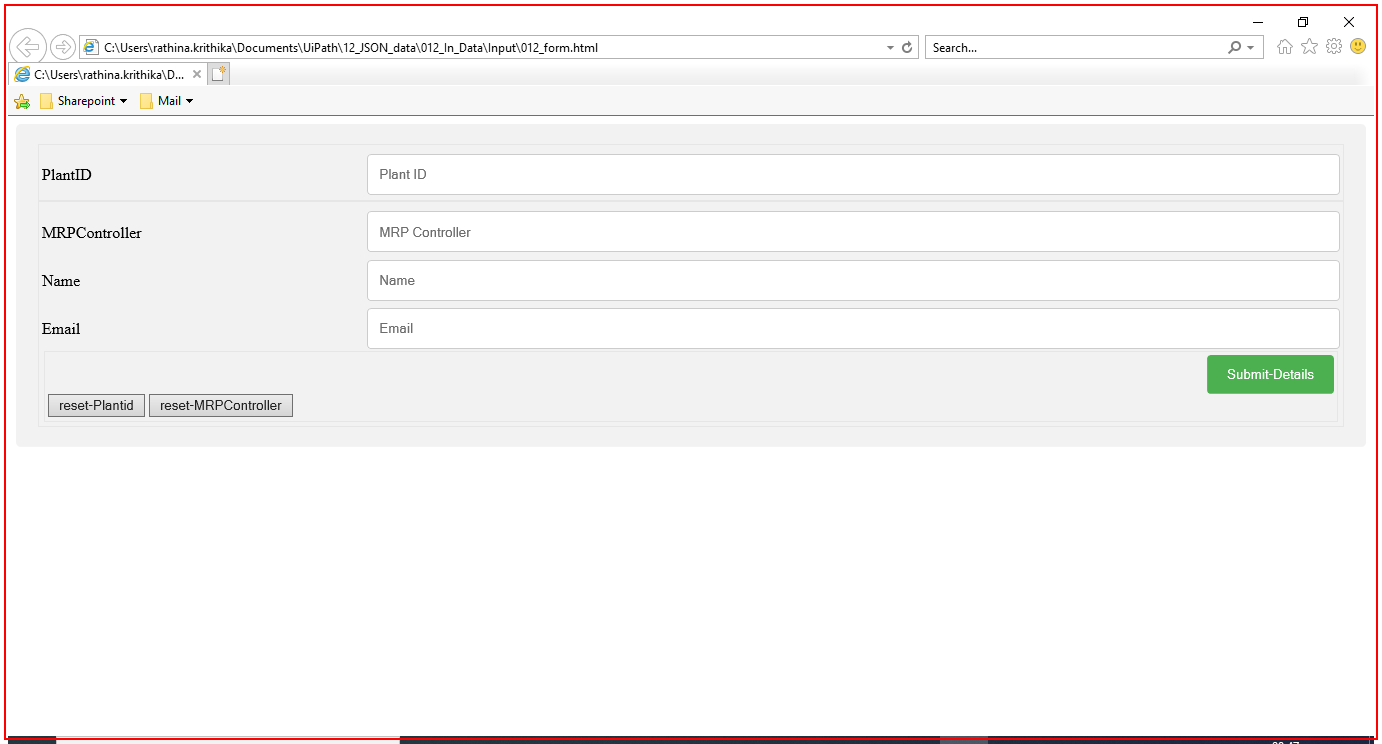 C:\Users\rathina.krithika\Documents\UiPath\12_JSON_data\012_In_Data\Input\012_form.html Search...
C:\Users\rathina.krithika\D...
Sharepoint Mail
PlantID Plant ID
MRPController MRP Controller
Name Name
Email Email
Submit-Details
reset-Plantid reset-MRPController